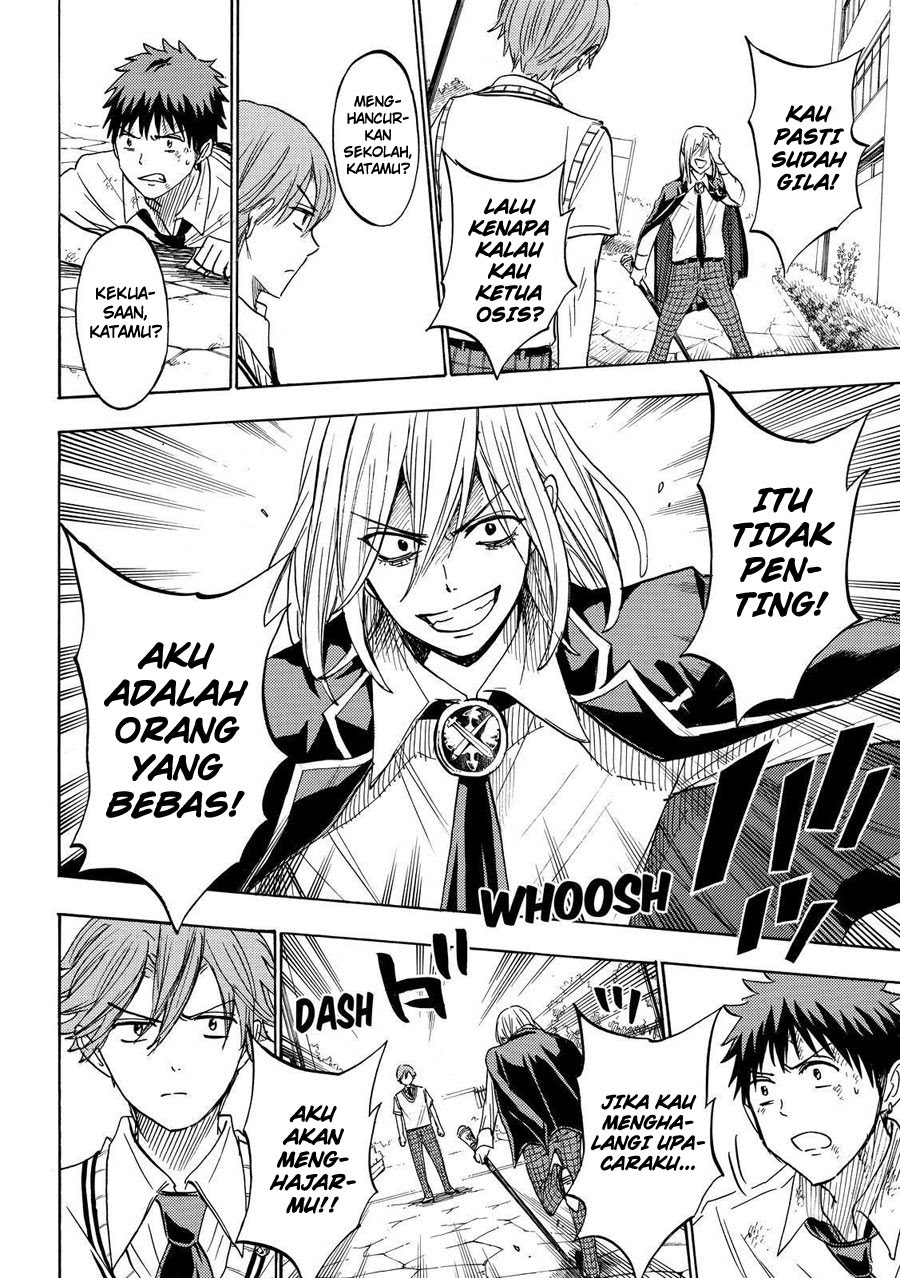 KAU
PASTI
SUDAH
GILA!
LALU
KENAPA
KALAU
KAU
KETUA
OSIS?
MENG-
HANCUR-
KAN
SEKOLAH,
KATAMU?
KEKUA-
SAAN,
KATAMU?
ITU
TIDAK
PEN-
TING!
AKU
ADALAH
ORANG
YANG
BEBAS!
WHOOSH
JIKA KAU
MENGHA-
LANGI UPA-
CARAKU...
DASH
ダッ
AKU
AKAN
MENG-
HAJAR-
MU!!